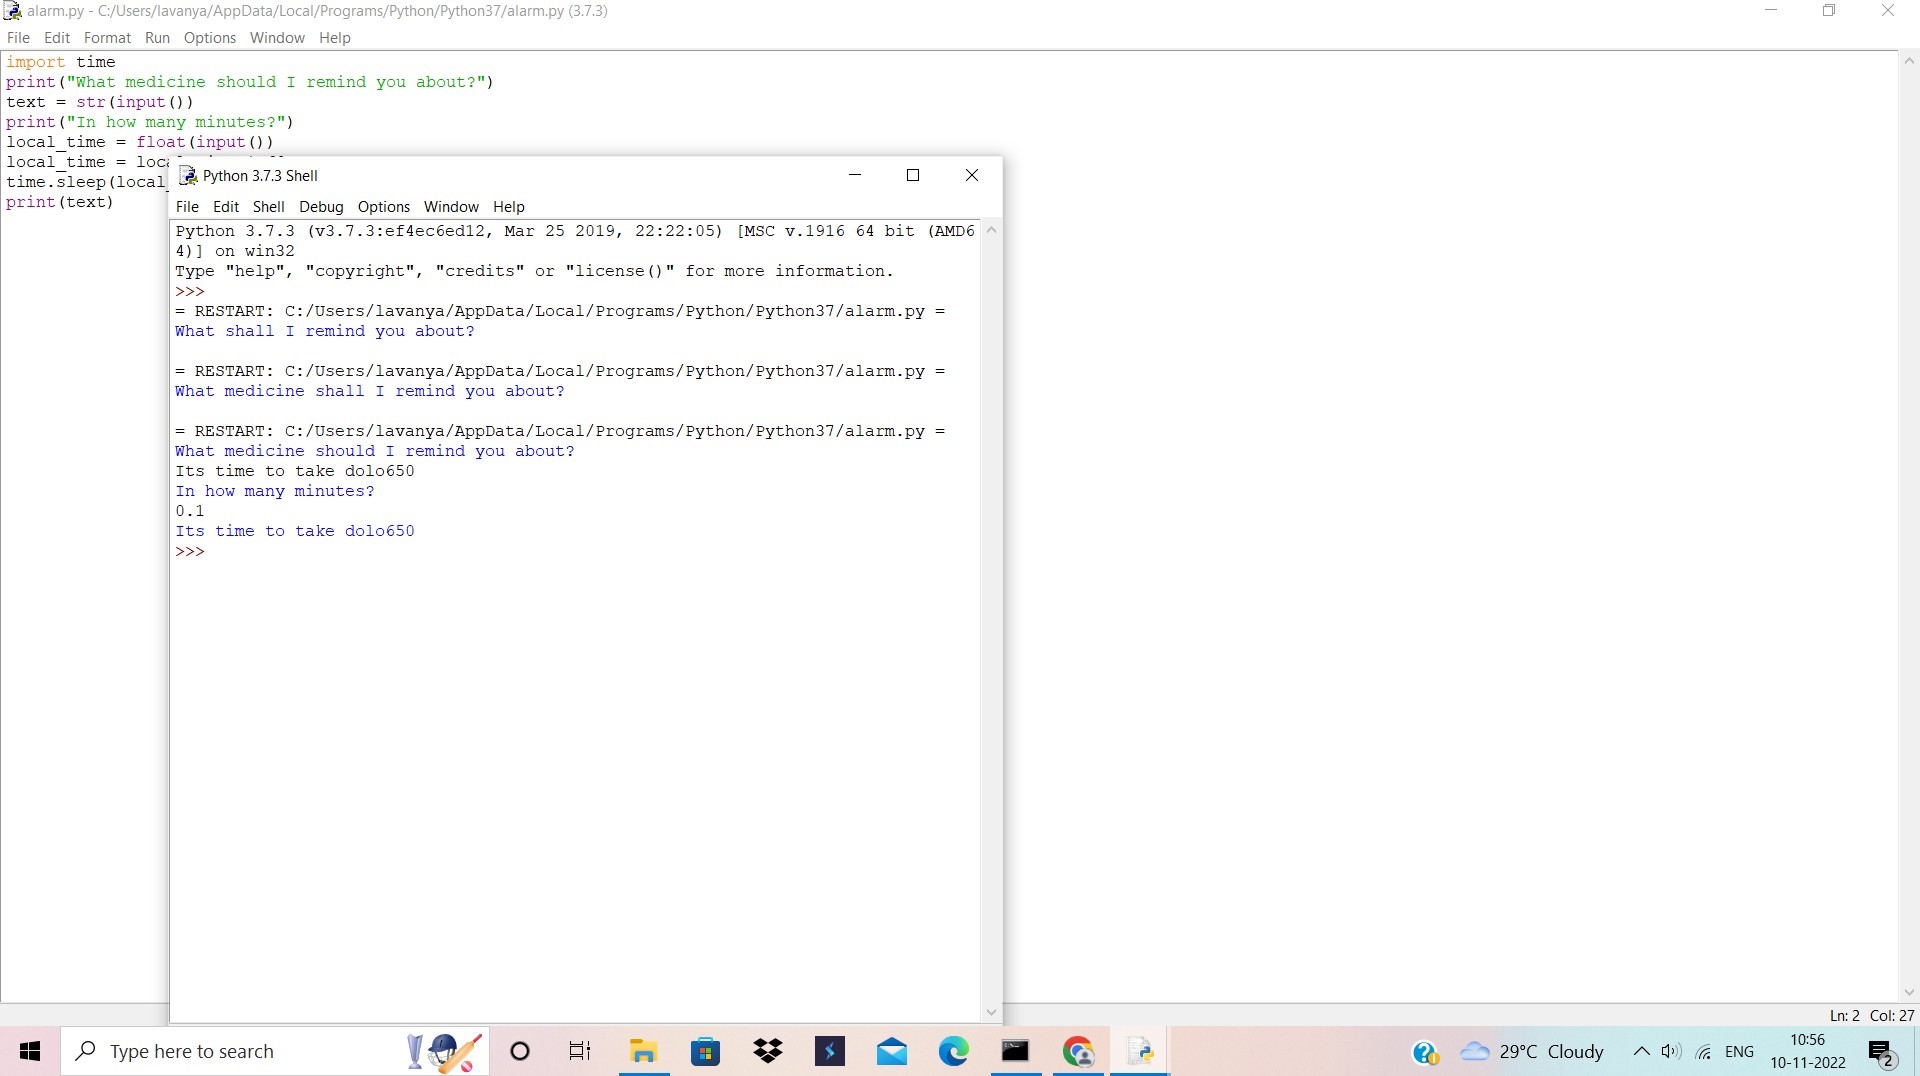 alarm.py - C:/Users/lavanya/AppData/Local/Programs/Python/Python37/alarm.py (3.7.3)
File Edit Format Run Options Window Help
import time
print("What medicine should I remind you about?")
text = str(input())
print("In how many minutes?")
local_time = float(input())
local_time =
time.sleep(local_
print(text)
Python 3.7.3 Shell
File Edit Shell Debug Options Window Help
Python 3.7.3 (v3.7.3:ef4ec6ed12, Mar 25 2019, 22:22:05) [MSC v.1916 64 bit (AMD6
4)] on win32
Type "help", "copyright", "credits" or "license()" for more information.
>>>
= RESTART: C:/Users/lavanya/AppData/Local/Programs/Python/Python37/alarm.py =
What shall I remind you about?
= RESTART: C:/Users/lavanya/AppData/Local/Programs/Python/Python37/alarm.py =
What medicine shall I remind you about?
= RESTART: C:/Users/lavanya/AppData/Local/Programs/Python/Python37/alarm.py =
What medicine should I remind you about?
Its time to take dolo650
In how many minutes?
0.1
Its time to take dolo650
>>>
Ln: 2 Col: 27
Type here to search
29°C Cloudy
ENG
10:56
10-11-2022
2